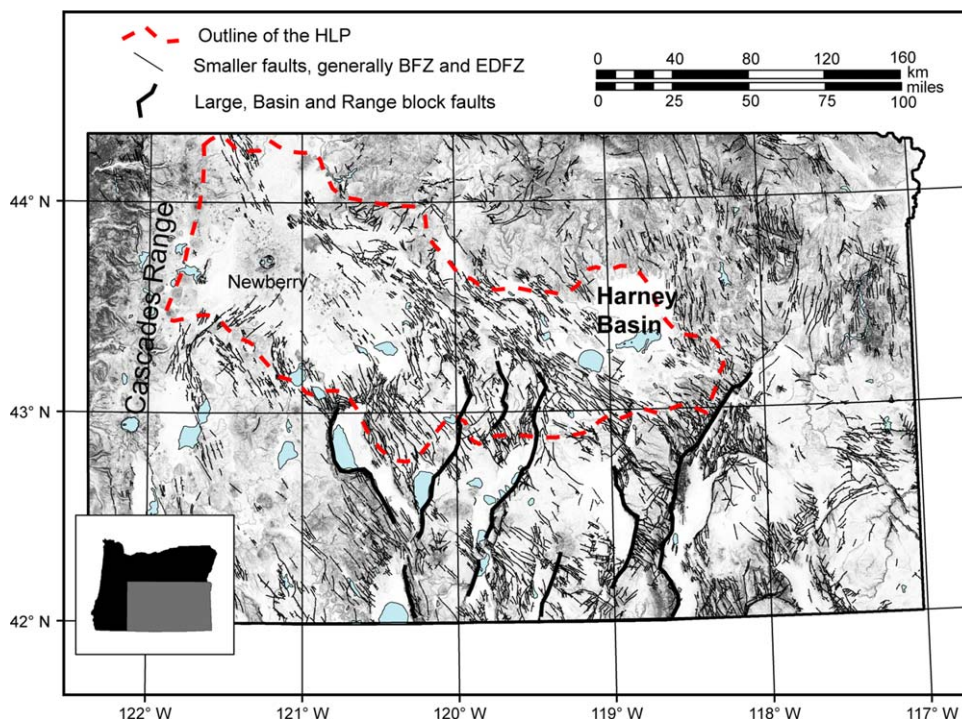 Outline of the HLP
Smaller faults, generally BFZ and EDFZ
Large, Basin and Range block faults
0 40 80 120 160
km
miles
0 25 50 75 100
44° N
43° N
42° N
Cascades Range
Newberry
Harney
Basin
122° W 121° W 120° W 119° W 118° W 117° W